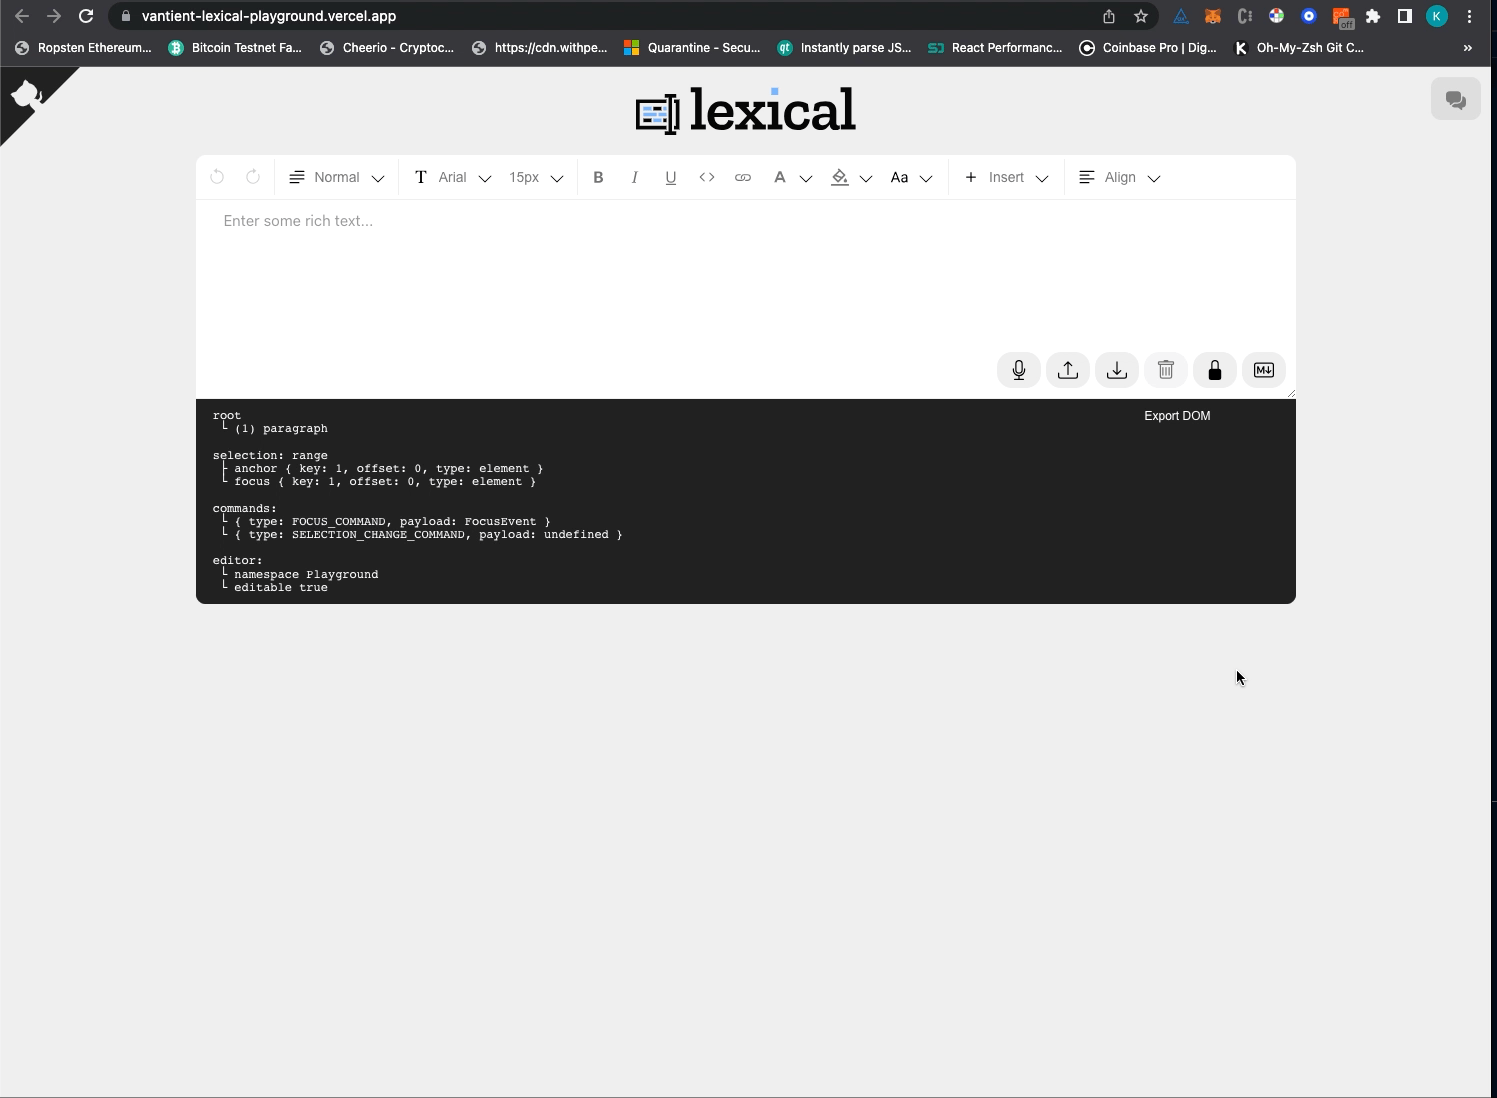 vantient-lexical-playground.vercel.app
off
K
Ropsten Ethereum... Bitcoin Testnet Fa... Cheerio - Cryptoc... https://cdn.withpe... Quarantine - Secu... qt Instantly parse JS... React Performanc... Coinbase Pro | Dig... K Oh-My-Zsh Git C... »
lexical
Normal T Arial 15px B I U <> A Aa + Insert Align
Enter some rich text...
M
root
└ (1) paragraph
Export DOM
selection: range
├ anchor { key: 1, offset: 0, type: element }
└ focus { key: 1, offset: 0, type: element }
commands:
└ { type: FOCUS_COMMAND, payload: FocusEvent }
└ { type: SELECTION_CHANGE_COMMAND, payload: undefined }
editor:
└ namespace Playground
└ editable true